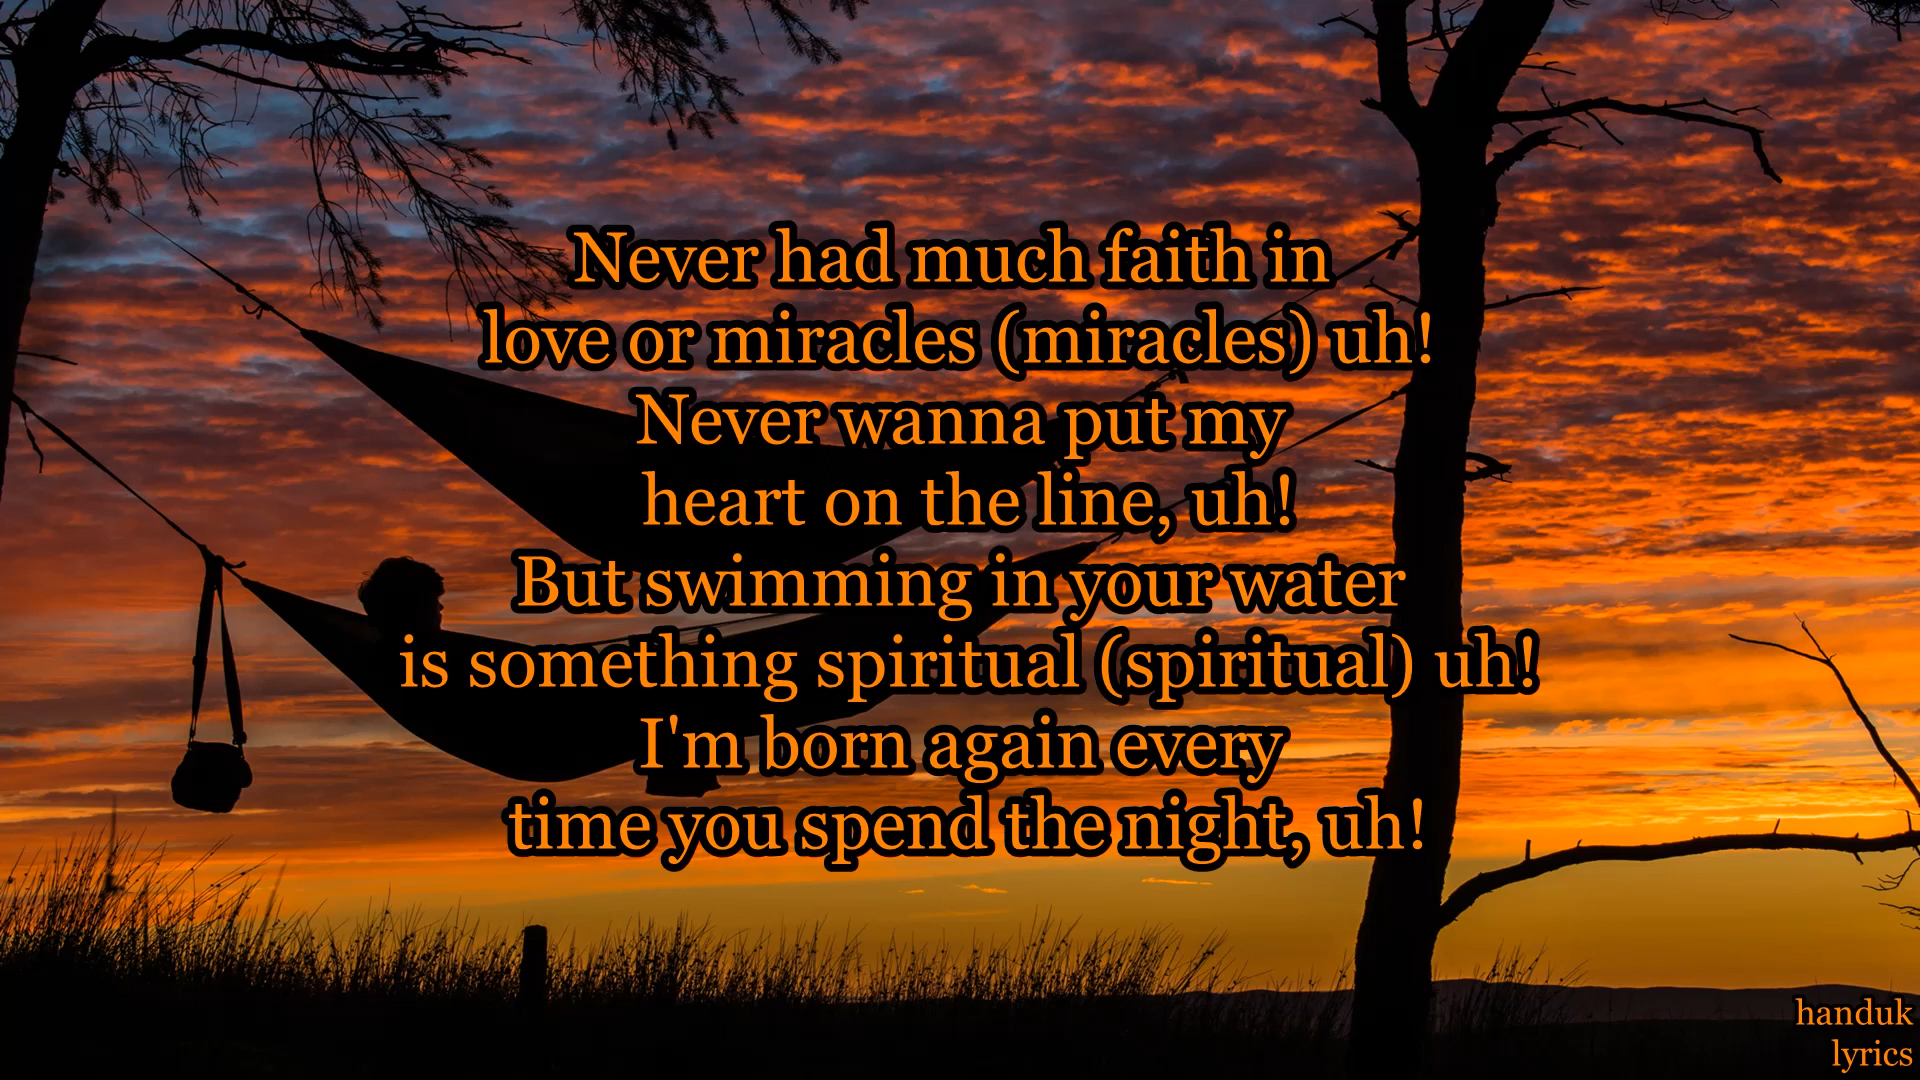 Never had much faith in
love or miracles (miracles) uh!
Never wanna put my
heart on the line, uh!
But swimming in your water
is something spiritual (spiritual) uh!
I'm born again every
time you spend the night, uh!
handuk
lyrics